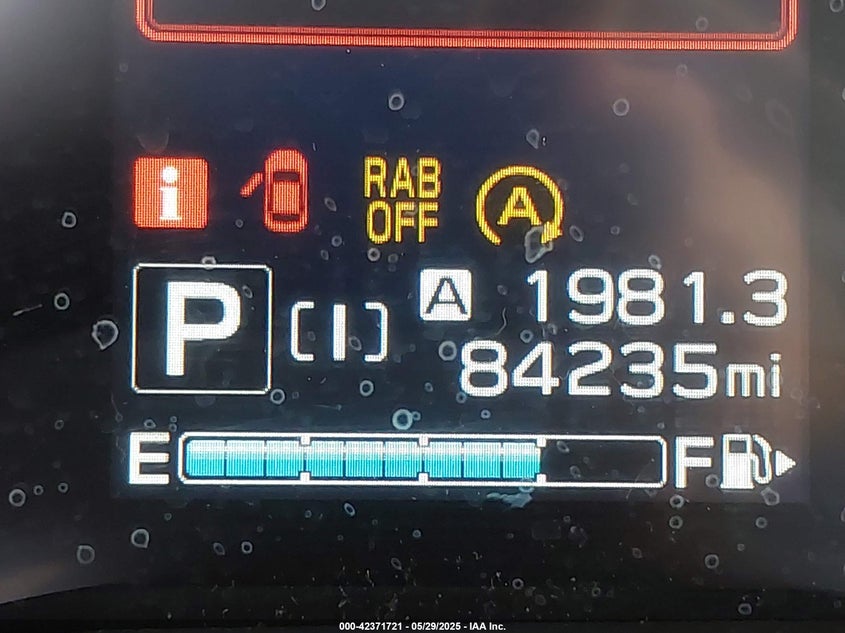 i
RAB
OFF
A
P
[I]
A 1981.3
84235mi
E F
000-42371721 - 05/29/2025 - IAA Inc.